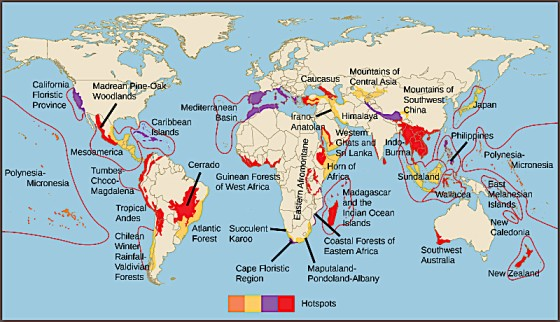 California
Floristic
Province
Madrean Pine-Oak
Woodlands
Mesoamerica
Caribbean
Islands
Polynesia-
Micronesia
Tumbes
Choco-
Magdalena
Tropical
Andes
Chilean
Winter
Rainfall-
Valdivian
Forests
Cerrado
Atlantic
Forest
Mediterranean
Basin
Caucasus
Irano-
Anatolian
Mountains of
Central Asia
Himalaya
Mountains of
Southwest
China
Japan
Western
Ghats and
Sri Lanka
Indo-
Burma
Philippines
Polynesia-
Micronesia
Guinean Forests
of West Africa
Eastern Afromontane
Horn of
Africa
Madagascar
and the
Indian Ocean
Islands
Coastal Forests of
Eastern Africa
Succulent
Karoo
Cape Floristic
Region
Maputaland-
Pondoland-Albany
Sundaland
Wallacea
East
Melanesian
Islands
New
Caledonia
Southwest
Australia
New Zealand
Hotspots